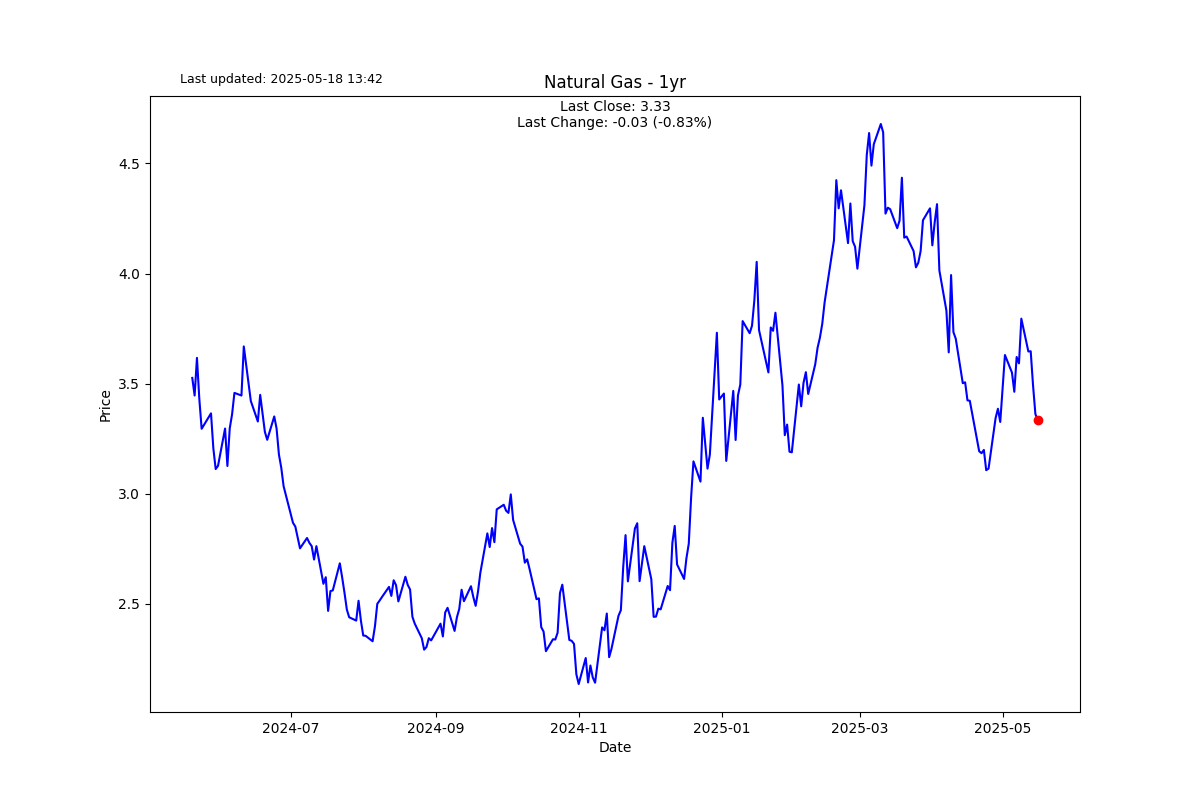 Last updated: 2025-05-18 13:42
Natural Gas - 1yr
Last Close: 3.33
Last Change: -0.03 (-0.83%)
4.5
4.0
3.5
3.0
2.5
Price
2024-07
2024-09
2024-11
2025-01
2025-03
2025-05
Date